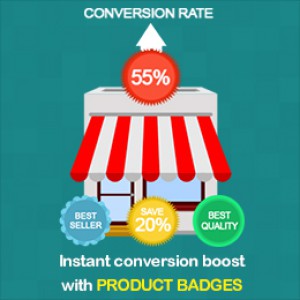 CONVERSION RATE
55%
BEST
SELLER
SAVE
20%
BEST
QUALITY
Instant conversion boost
with PRODUCT BADGES